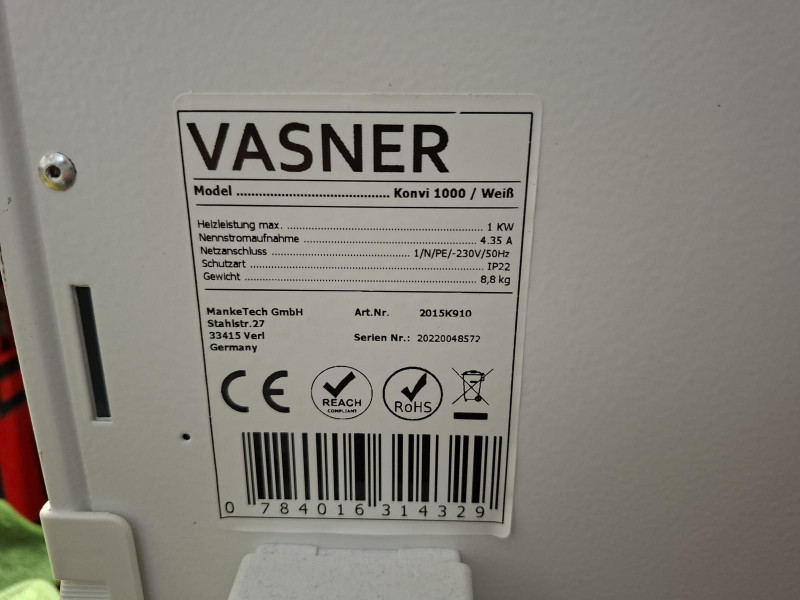 VASNER
Model ........................................ Konvi 1000 / Weiß
Heizleistung max. ........................................ 1 KW
Nennstromaufnahme ........................................ 4.35 A
Netzanschluss ........................................ 1/N/PE/-230V/50Hz
Schutzart ........................................ IP22
Gewicht ........................................ 8,8 kg
MankeTech GmbH Art.Nr. 2015K910
Stahlstr.27
33415 Verl Serien Nr.: 20220048572
Germany
CE
REACH
COMPLIANT
RoHS
0 784016 314329